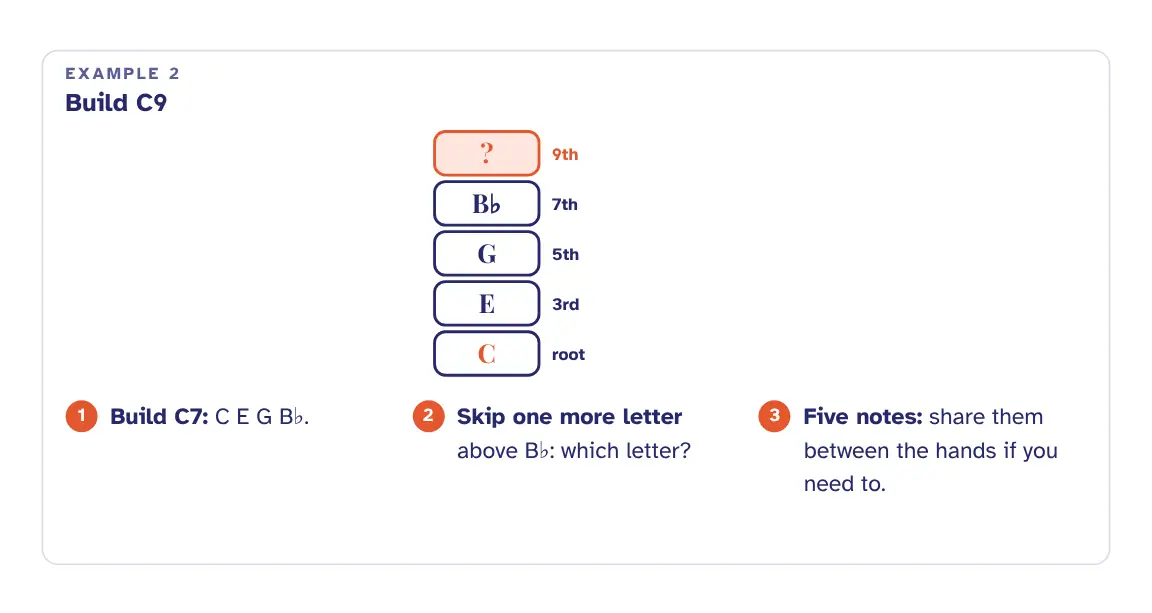 EXAMPLE 2
Build C9
? 9th
B♭ 7th
G 5th
E 3rd
C root
1 Build C7: C E G B♭.
2 Skip one more letter
above B♭: which letter?
3 Five notes: share them
between the hands if you
need to.